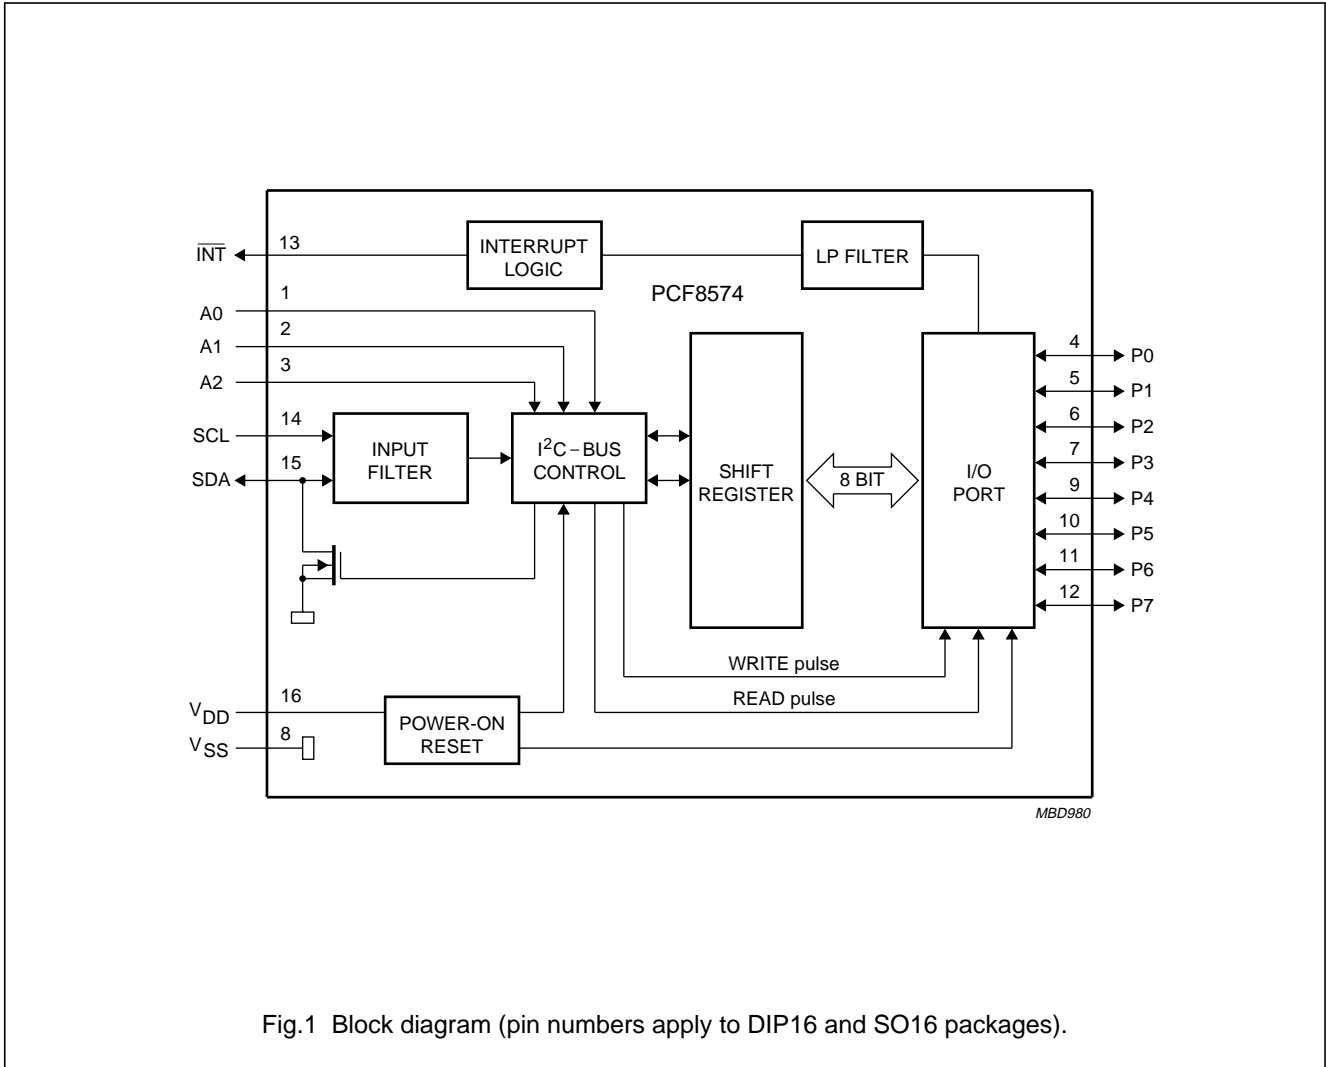 13
INT
INTERRUPT
LOGIC
LP FILTER
PCF8574
1
A0
2
A1
3
A2
14
SCL
15
SDA
INPUT
FILTER
I²C – BUS
CONTROL
SHIFT
REGISTER
8 BIT
I/O
PORT
4
P0
5
P1
6
P2
7
P3
9
P4
10
P5
11
P6
12
P7
WRITE pulse
READ pulse
16
VDD
8
VSS
POWER-ON
RESET
MBD980
Fig.1 Block diagram (pin numbers apply to DIP16 and SO16 packages).